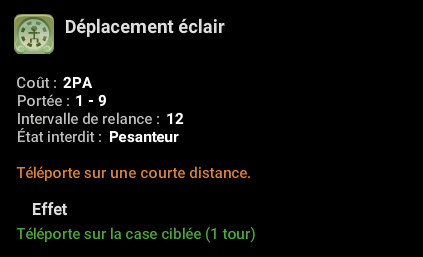 Déplacement éclair
Coût : 2PA
Portée : 1 - 9
Intervalle de relance : 12
État interdit : Pesanteur
Téléporte sur une courte distance.
Effet
Téléporte sur la case ciblée (1 tour)